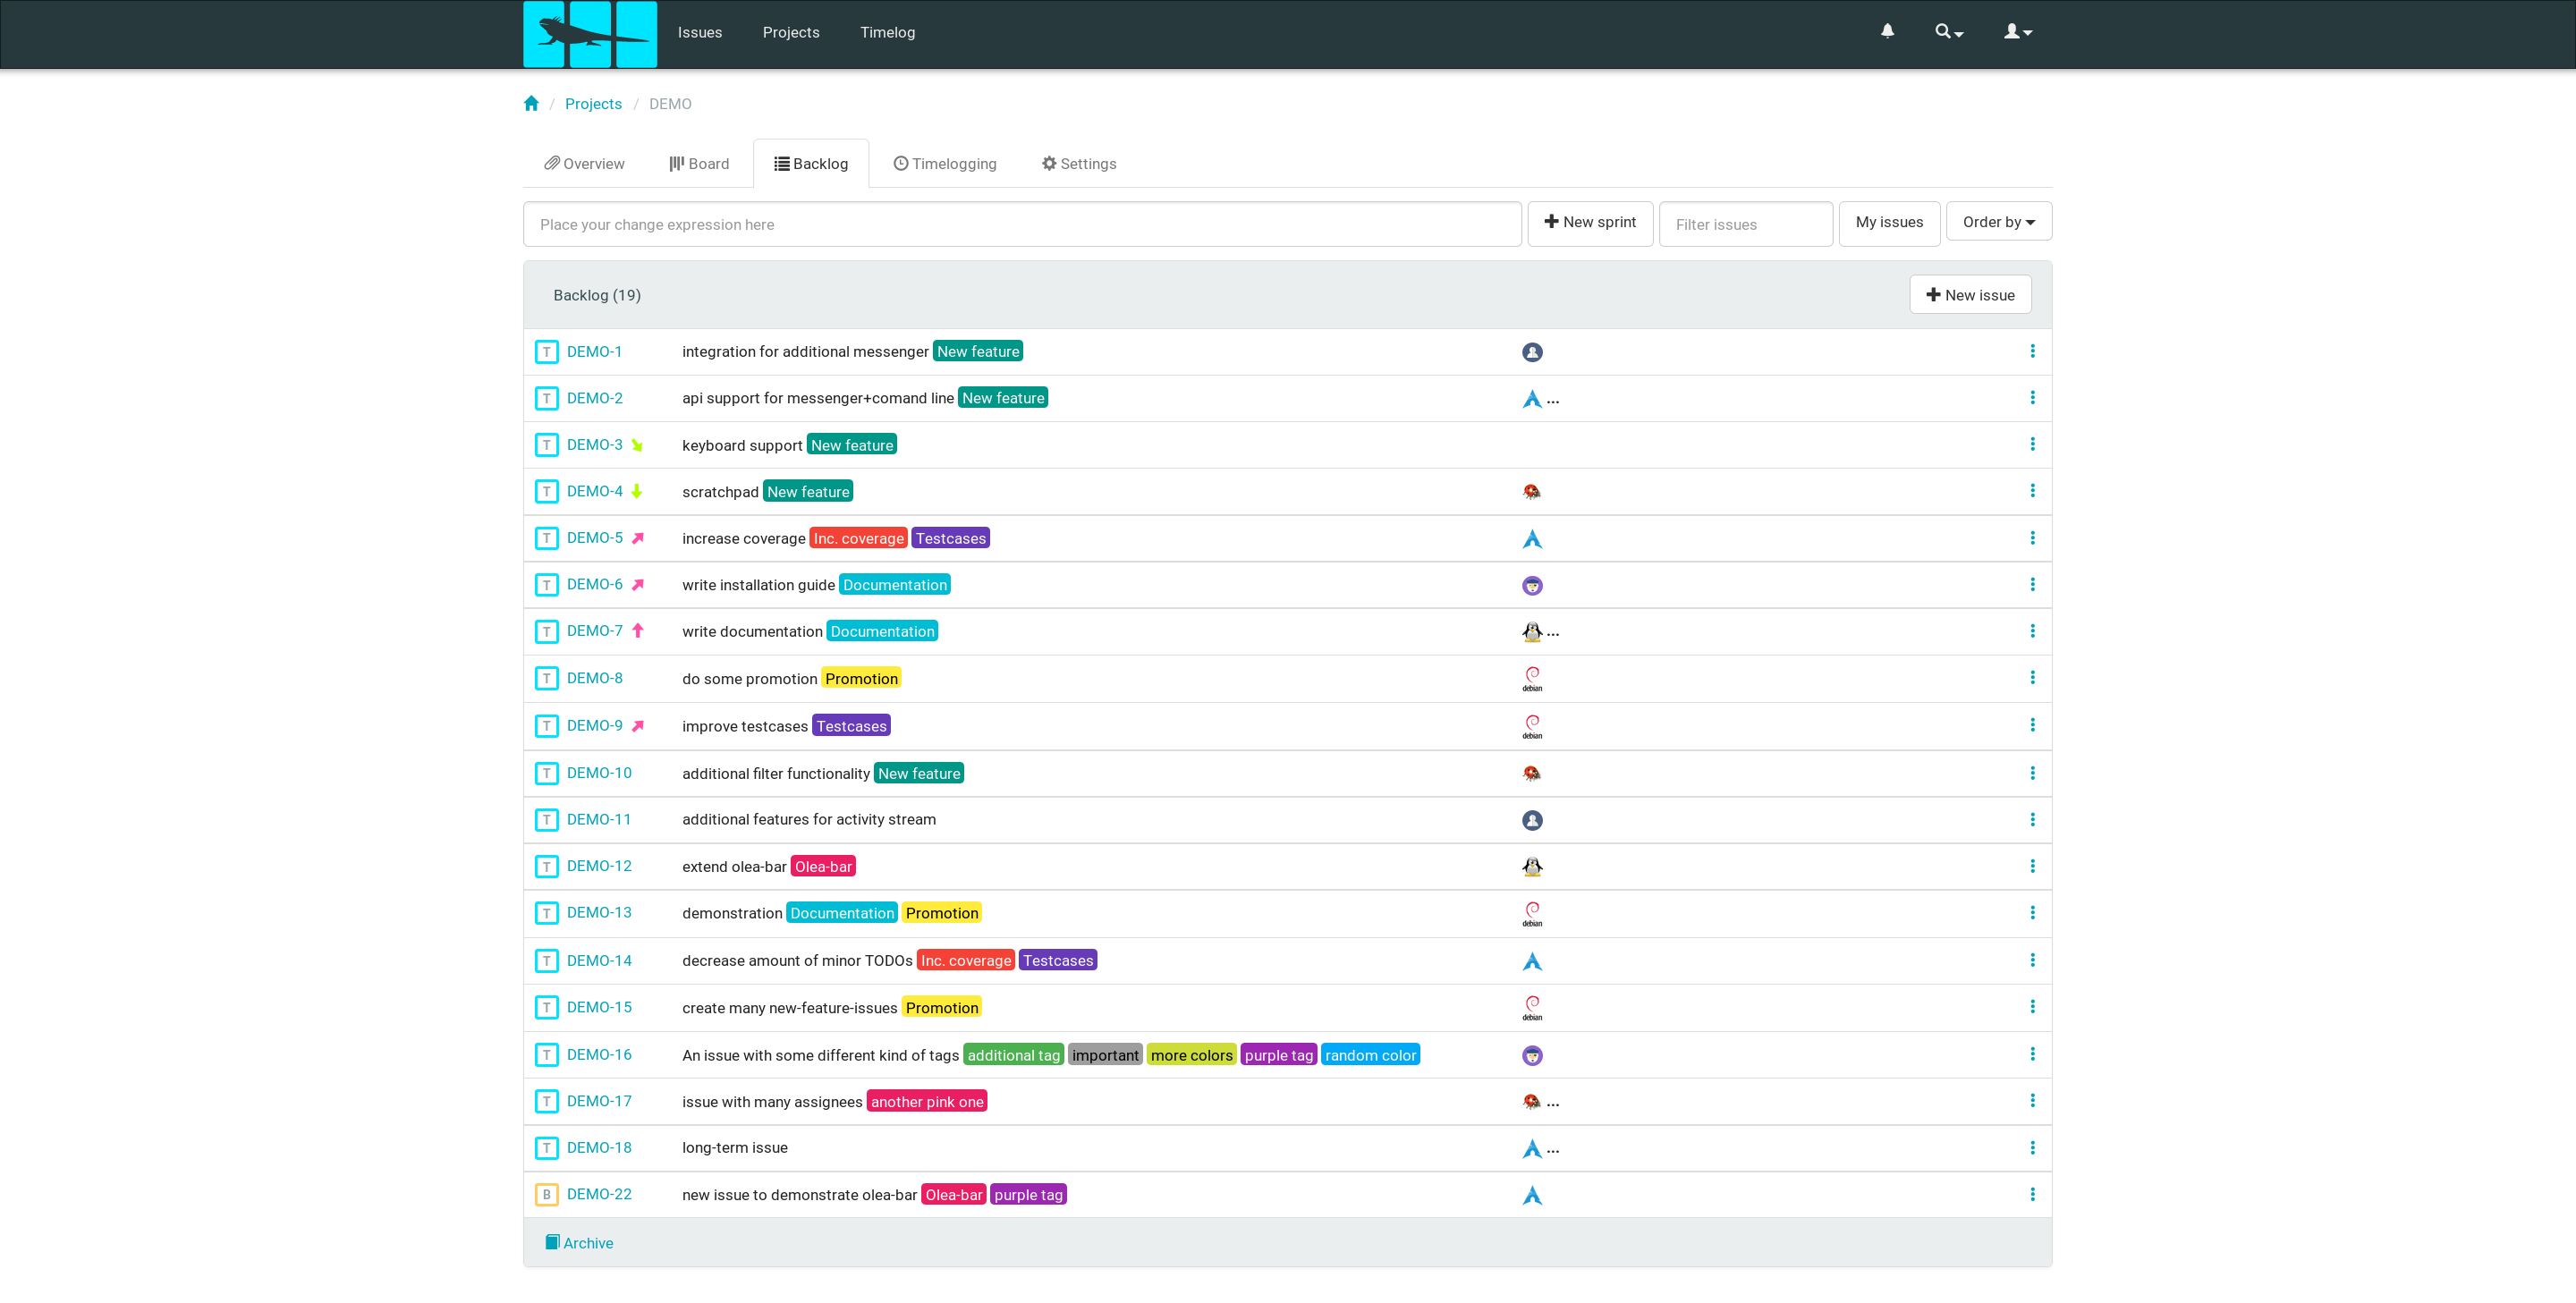 Issues Projects Timelog
/ Projects / DEMO
Overview Board Backlog Timelogging Settings
Place your change expression here New sprint Filter issues My issues Order by
Backlog (19) New issue
T DEMO-1 integration for additional messenger New feature
T DEMO-2 api support for messenger+comand line New feature ...
T DEMO-3 keyboard support New feature
T DEMO-4 scratchpad New feature
T DEMO-5 increase coverage Inc. coverage Testcases
T DEMO-6 write installation guide Documentation
T DEMO-7 write documentation Documentation ...
T DEMO-8 do some promotion Promotion debian
T DEMO-9 improve testcases Testcases debian
T DEMO-10 additional filter functionality New feature
T DEMO-11 additional features for activity stream
T DEMO-12 extend olea-bar Olea-bar
T DEMO-13 demonstration Documentation Promotion debian
T DEMO-14 decrease amount of minor TODOs Inc. coverage Testcases
T DEMO-15 create many new-feature-issues Promotion debian
T DEMO-16 An issue with some different kind of tags additional tag important more colors purple tag random color
T DEMO-17 issue with many assignees another pink one ...
T DEMO-18 long-term issue ...
B DEMO-22 new issue to demonstrate olea-bar Olea-bar purple tag
Archive